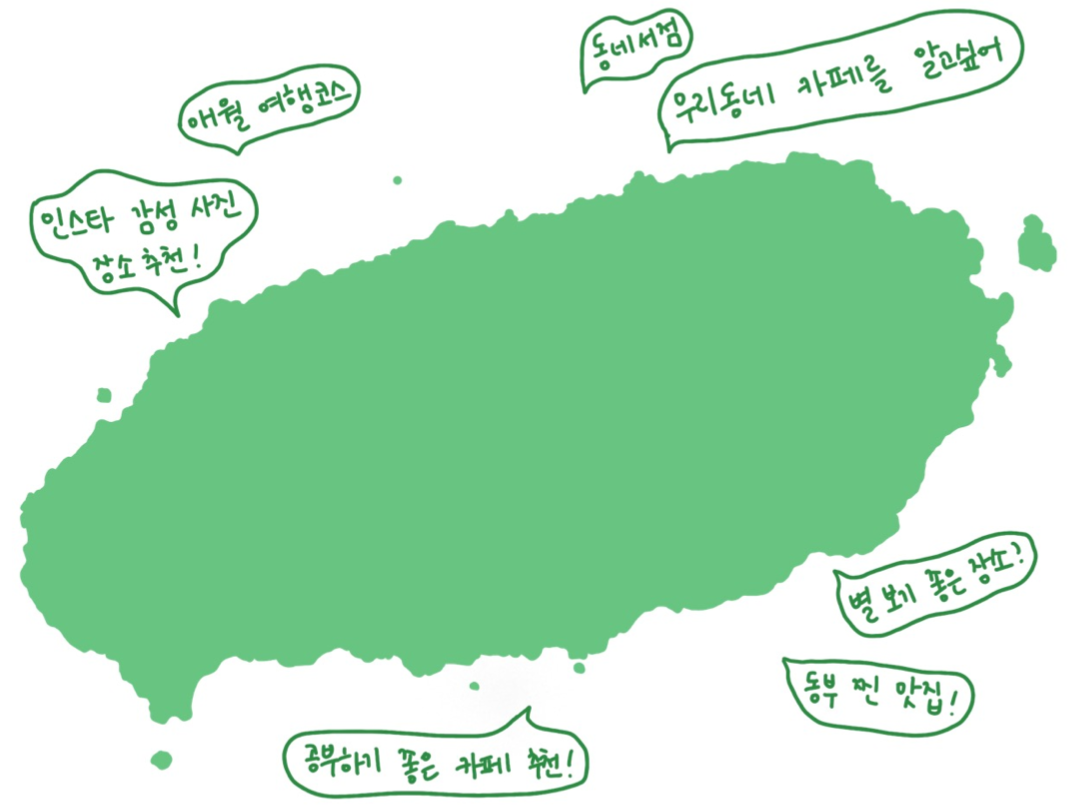 동네서점
우리동네 카페를 알고싶어
애월 여행코스
인스타 감성 사진
장소 추천!
별 보기 좋은 장소?
동부 찐 맛집!
공부하기 좋은 카페 추천!